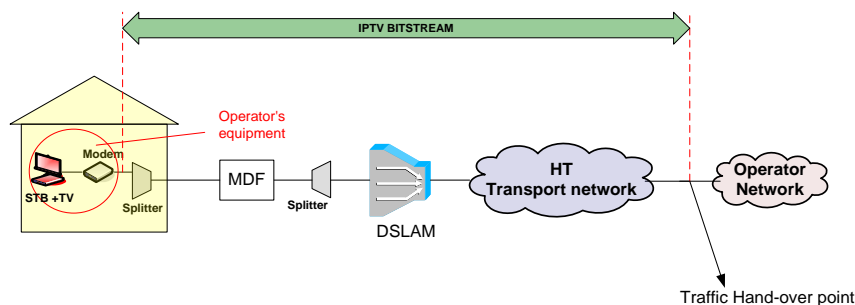 IPTV BITSTREAM
Operator's
equipment
Modem
STB +TV
Splitter
MDF
Splitter
DSLAM
HT
Transport network
Operator
Network
Traffic Hand-over point